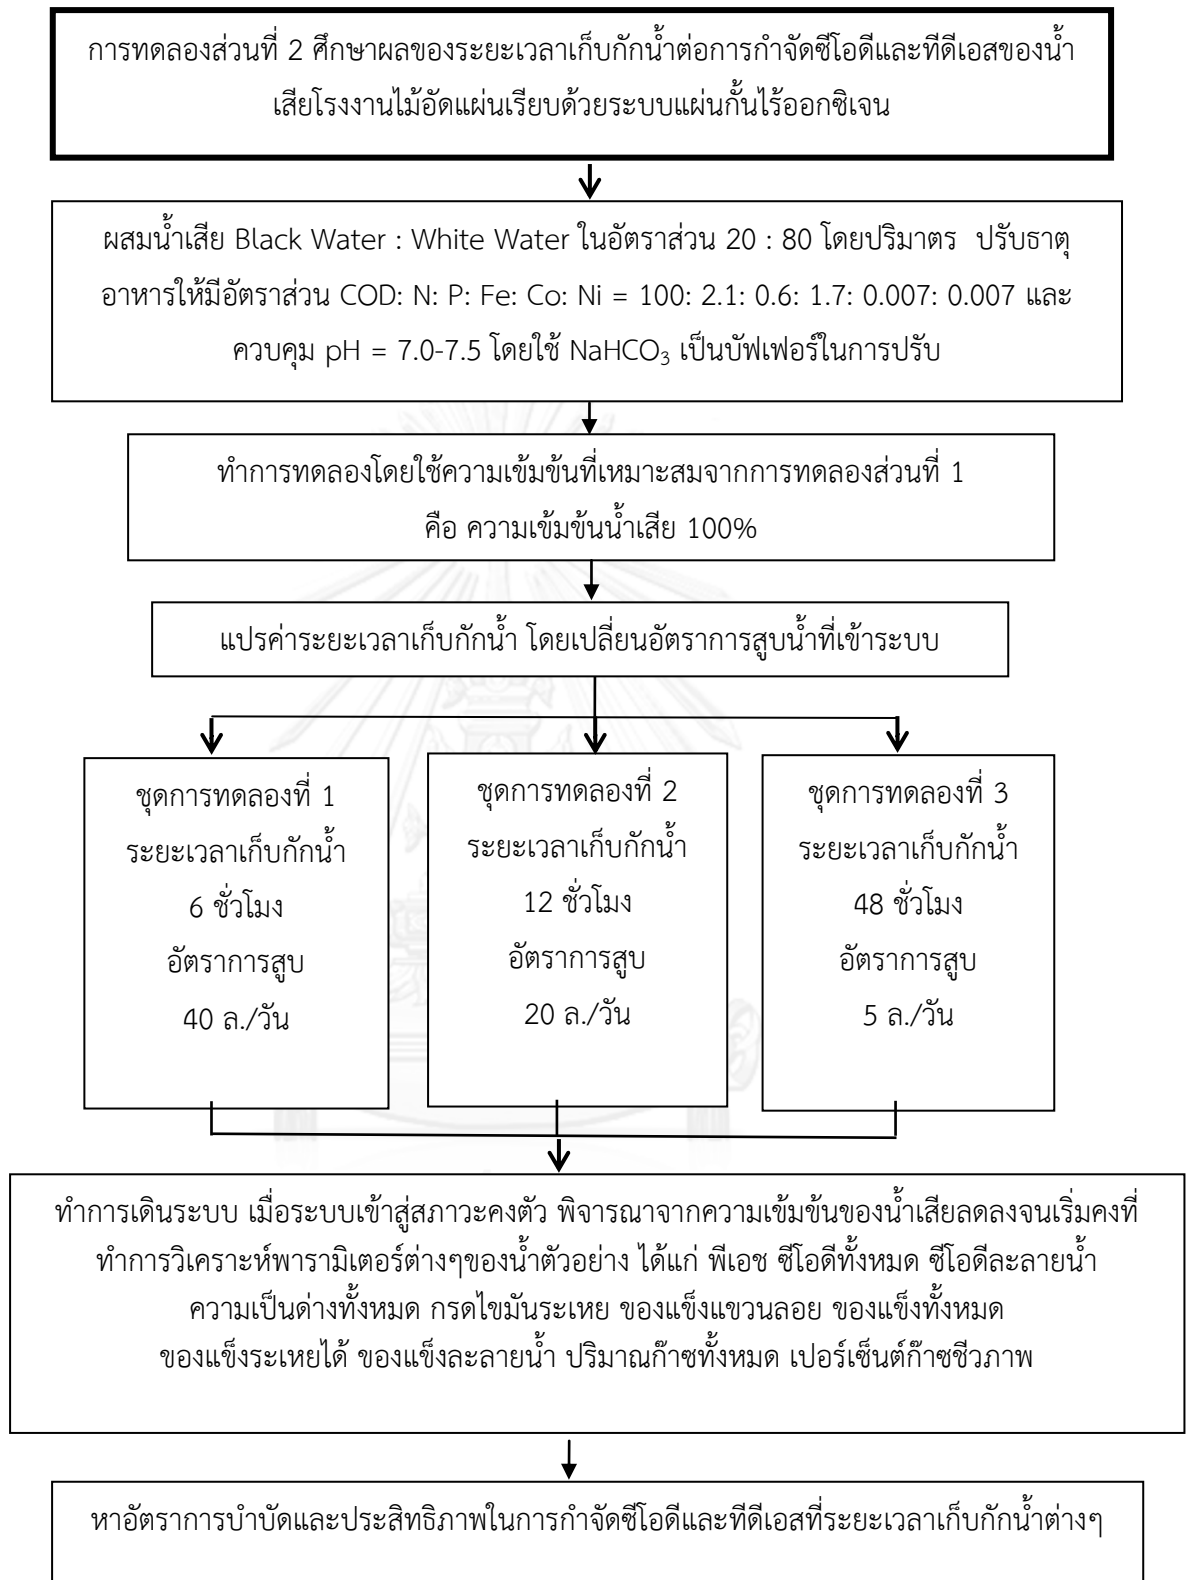 การทดลองส่วนที่ 2 ศึกษาผลของระยะเวลาเก็บกักน้ำต่อการกำจัดซีโอดีและทีดีเอสของน้ำ
เสียโรงงานไม้อัดแผ่นเรียบด้วยระบบแผ่นกั้นไร้ออกซิเจน
ผสมน้ำเสีย Black Water : White Water ในอัตราส่วน 20 : 80 โดยปริมาตร ปรับธาตุ
อาหารให้มีอัตราส่วน COD: N: P: Fe: Co: Ni = 100: 2.1: 0.6: 1.7: 0.007: 0.007 และ
ควบคุม pH = 7.0-7.5 โดยใช้ NaHCO₃ เป็นบัฟเฟอร์ในการปรับ
ทำการทดลองโดยใช้ความเข้มข้นที่เหมาะสมจากการทดลองส่วนที่ 1
คือ ความเข้มข้นน้ำเสีย 100%
แปรค่าระยะเวลาเก็บกักน้ำ โดยเปลี่ยนอัตราการสูบน้ำที่เข้าระบบ
ชุดการทดลองที่ 1
ระยะเวลาเก็บกักน้ำ
6 ชั่วโมง
อัตราการสูบ
40 ล./วัน
ชุดการทดลองที่ 2
ระยะเวลาเก็บกักน้ำ
12 ชั่วโมง
อัตราการสูบ
20 ล./วัน
ชุดการทดลองที่ 3
ระยะเวลาเก็บกักน้ำ
48 ชั่วโมง
อัตราการสูบ
5 ล./วัน
ทำการเดินระบบ เมื่อระบบเข้าสู่สภาวะคงตัว พิจารณาจากความเข้มข้นของน้ำเสียลดลงจนเริ่มคงที่
ทำการวิเคราะห์พารามิเตอร์ต่างๆของน้ำตัวอย่าง ได้แก่ พีเอช ซีโอดีทั้งหมด ซีโอดีละลายน้ำ
ความเป็นด่างทั้งหมด กรดไขมันระเหย ของแข็งแขวนลอย ของแข็งทั้งหมด
ของแข็งระเหยได้ ของแข็งละลายน้ำ ปริมาณก๊าซทั้งหมด เปอร์เซ็นต์ก๊าซชีวภาพ
หาอัตราการบำบัดและประสิทธิภาพในการกำจัดซีโอดีและทีดีเอสที่ระยะเวลาเก็บกักน้ำต่างๆ